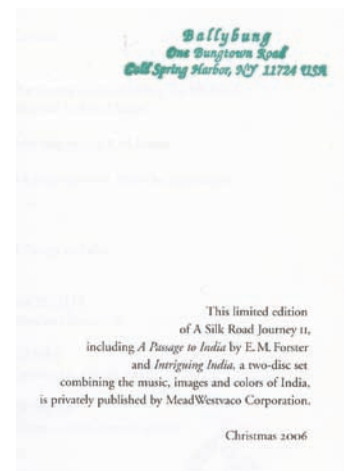 Ballybung
One Bungtown Road
Cold Spring Harbor, NY 11724 USA
This limited edition
of A Silk Road Journey II,
including A Passage to India by E. M. Forster
and Intriguing India, a two-disc set
combining the music, images and colors of India,
is privately published by MeadWestvaco Corporation.
Christmas 2006